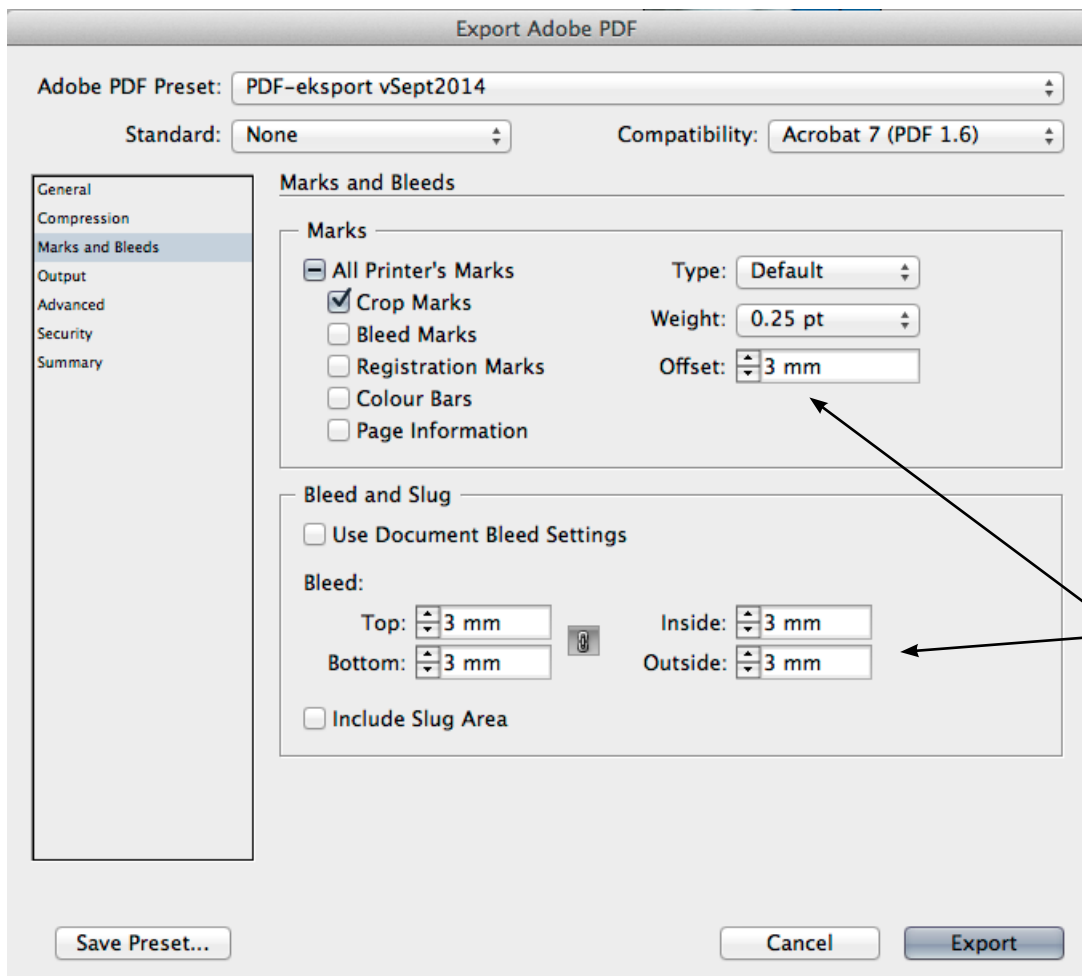 Export Adobe PDF
Adobe PDF Preset: PDF-eksport vSept2014
Standard: None Compatibility: Acrobat 7 (PDF 1.6)
General
Compression
Marks and Bleeds
Output
Advanced
Security
Summary
Marks and Bleeds
Marks
All Printer's Marks
Crop Marks
Bleed Marks
Registration Marks
Colour Bars
Page Information
Type: Default
Weight: 0.25 pt
Offset: 3 mm
Bleed and Slug
Use Document Bleed Settings
Bleed:
Top: 3 mm Inside: 3 mm
Bottom: 3 mm Outside: 3 mm
Include Slug Area
Save Preset... Cancel Export